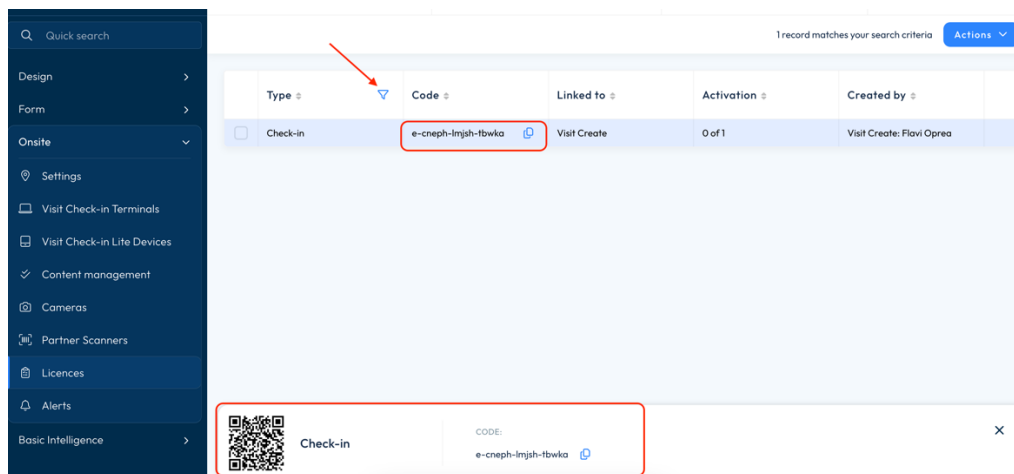 Quick search
1 record matches your search criteria
Actions
Design
Form
Onsite
Settings
Visit Check-in Terminals
Visit Check-in Lite Devices
Content management
Cameras
Partner Scanners
Licences
Alerts
Basic Intelligence
Type Code Linked to Activation Created by
Check-in e-cneph-lmjsh-tbwka Visit Create 0 of 1 Visit Create: Flavi Oprea
Check-in
CODE:
e-cneph-lmjsh-tbwka